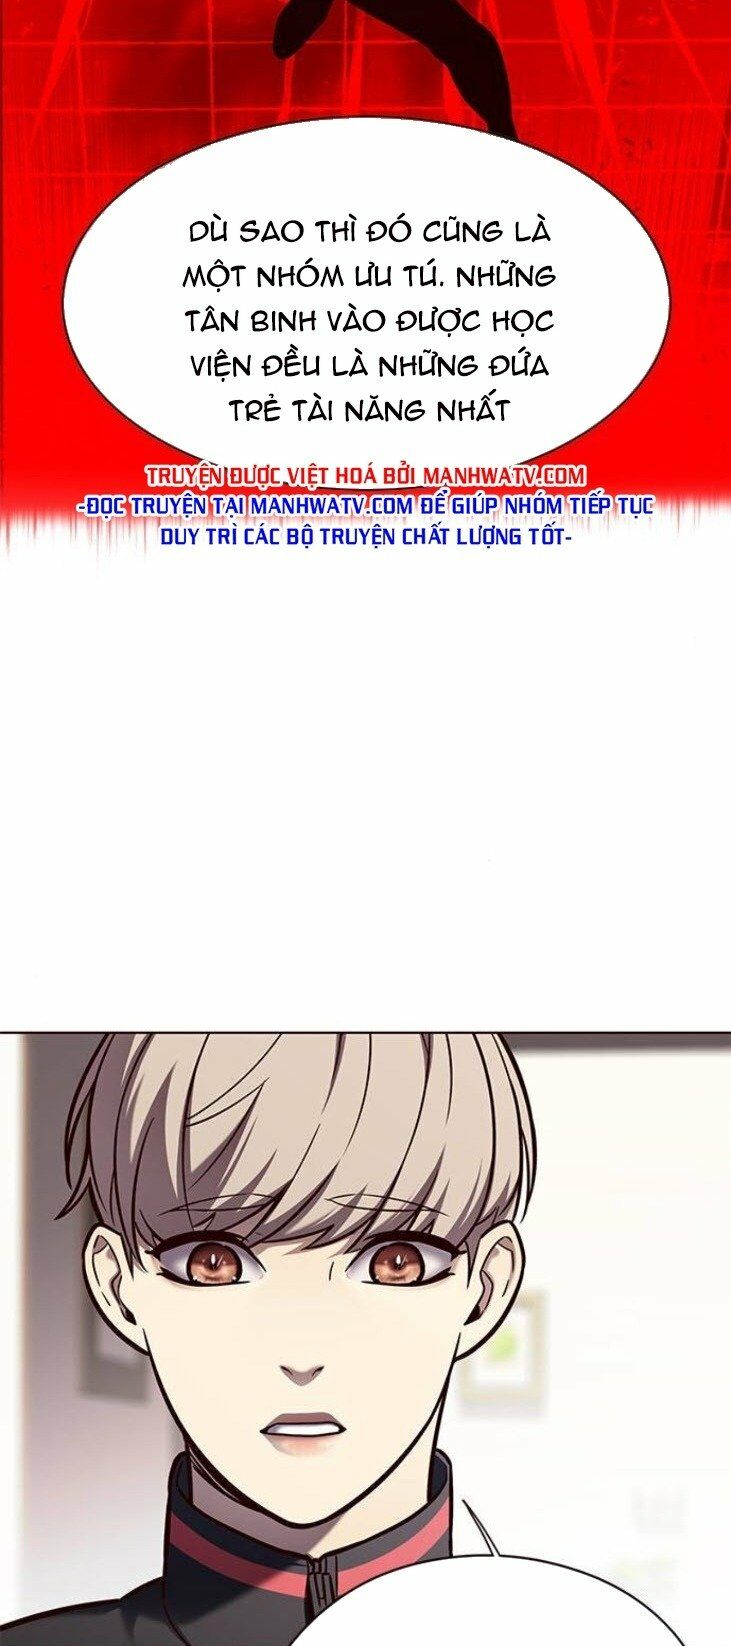 DÙ SAO THÌ ĐÓ CŨNG LÀ
MỘT NHÓM ƯU TÚ. NHỮNG
TÂN BINH VÀO ĐƯỢC HỌC
VIỆN ĐỀU LÀ NHỮNG ĐỨA
TRẺ TÀI NĂNG NHẤT
TRUYỆN ĐƯỢC VIỆT HOÁ BỞI MANHWATV.COM
-ĐỌC TRUYỆN TẠI MANHWATV.COM ĐỂ GIÚP NHÓM TIẾP TỤC
DUY TRÌ CÁC BỘ TRUYỆN CHẤT LƯỢNG TỐT-